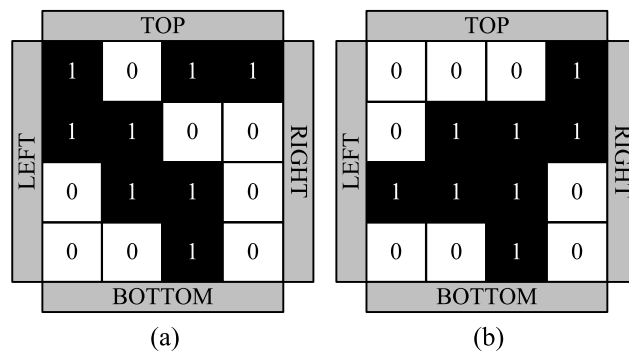 TOP TOP
LEFT 1 0 1 1 RIGHT LEFT 0 0 0 1 RIGHT
1 1 0 0 0 1 1 1
0 1 1 0 1 1 1 0
0 0 1 0 0 0 1 0
BOTTOM BOTTOM
(a) (b)